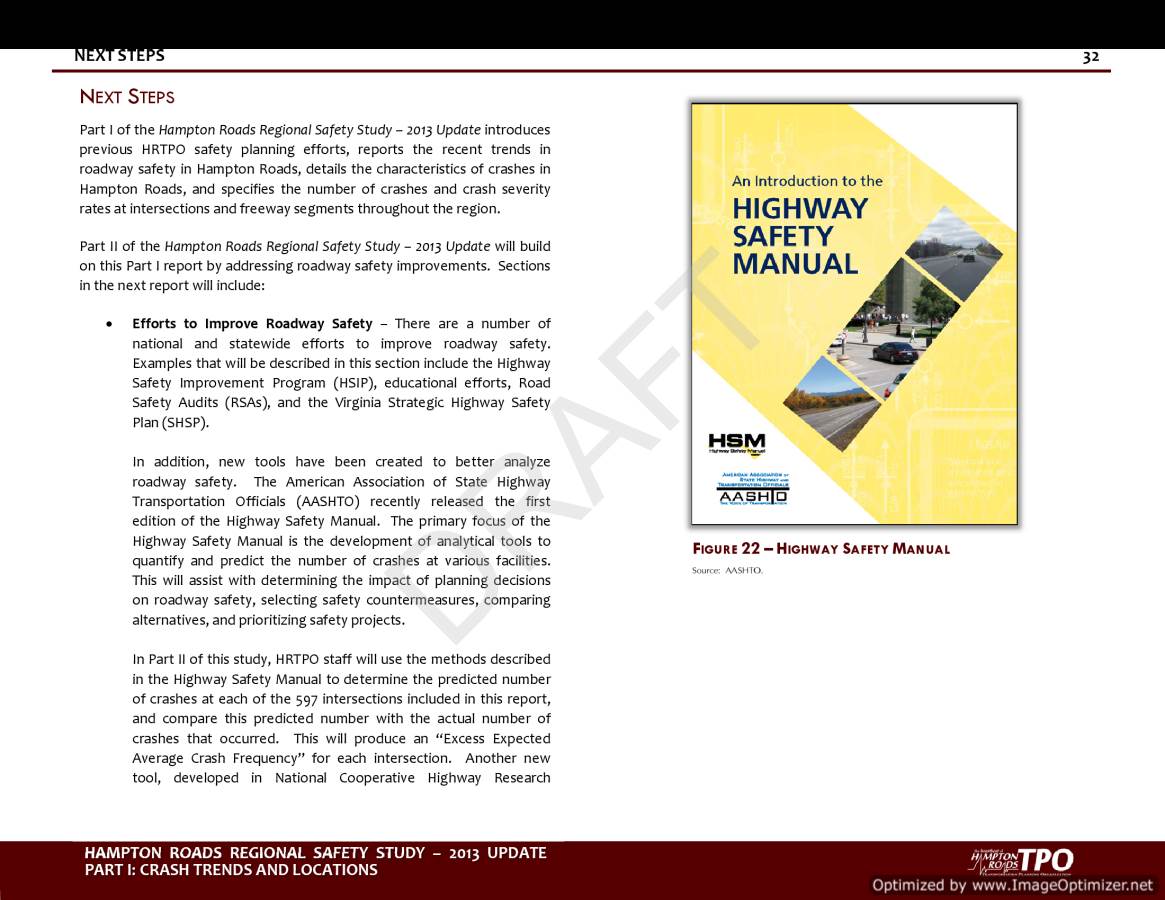 NEXT STEPS
32
NEXT STEPS
Part I of the Hampton Roads Regional Safety Study – 2013 Update introduces
previous HRTPO safety planning efforts, reports the recent trends in
roadway safety in Hampton Roads, details the characteristics of crashes in
Hampton Roads, and specifies the number of crashes and crash severity
rates at intersections and freeway segments throughout the region.
Part II of the Hampton Roads Regional Safety Study – 2013 Update will build
on this Part I report by addressing roadway safety improvements. Sections
in the next report will include:
• Efforts to Improve Roadway Safety – There are a number of
national and statewide efforts to improve roadway safety.
Examples that will be described in this section include the Highway
Safety Improvement Program (HSIP), educational efforts, Road
Safety Audits (RSAs), and the Virginia Strategic Highway Safety
Plan (SHSP).
In addition, new tools have been created to better analyze
roadway safety. The American Association of State Highway
Transportation Officials (AASHTO) recently released the first
edition of the Highway Safety Manual. The primary focus of the
Highway Safety Manual is the development of analytical tools to
quantify and predict the number of crashes at various facilities.
This will assist with determining the impact of planning decisions
on roadway safety, selecting safety countermeasures, comparing
alternatives, and prioritizing safety projects.
In Part II of this study, HRTPO staff will use the methods described
in the Highway Safety Manual to determine the predicted number
of crashes at each of the 597 intersections included in this report,
and compare this predicted number with the actual number of
crashes that occurred. This will produce an “Excess Expected
Average Crash Frequency” for each intersection. Another new
tool, developed in National Cooperative Highway Research
DRAFT
An Introduction to the
HIGHWAY
SAFETY
MANUAL
HSM
Highway Safety Manual
AMERICAN ASSOCIATION OF
STATE HIGHWAY AND
TRANSPORTATION OFFICIALS
AASHTO
THE VOICE OF TRANSPORTATION
FIGURE 22 – HIGHWAY SAFETY MANUAL
Source: AASHTO.
HAMPTON ROADS REGIONAL SAFETY STUDY – 2013 UPDATE
PART I: CRASH TRENDS AND LOCATIONS
HAMPTON
ROADS TPO
TRANSPORTATION PLANNING ORGANIZATION
Optimized by www.ImageOptimizer.net